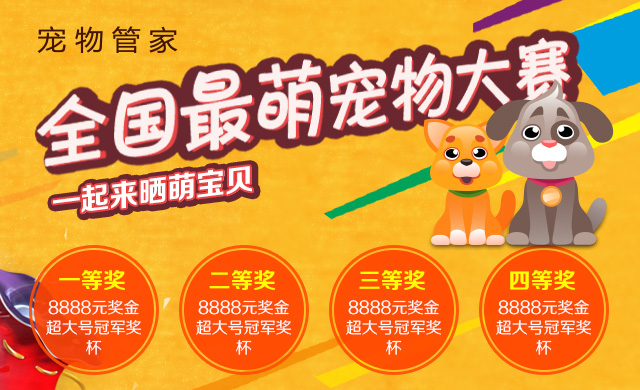 宠物管家
全国最萌宠物大赛
一起来晒萌宝贝
一等奖
8888元奖金
超大号冠军奖
杯
二等奖
8888元奖金
超大号冠军奖
杯
三等奖
8888元奖金
超大号冠军奖
杯
四等奖
8888元奖金
超大号冠军奖
杯